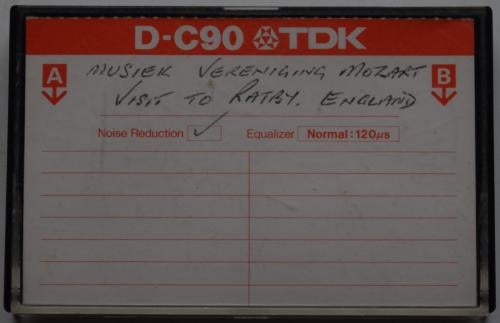 D-C90 TDK
A MUSIEK VERENIGING MOZART B
VISIT TO RATBY. ENGLAND
Noise Reduction ✓ Equalizer Normal:120µs